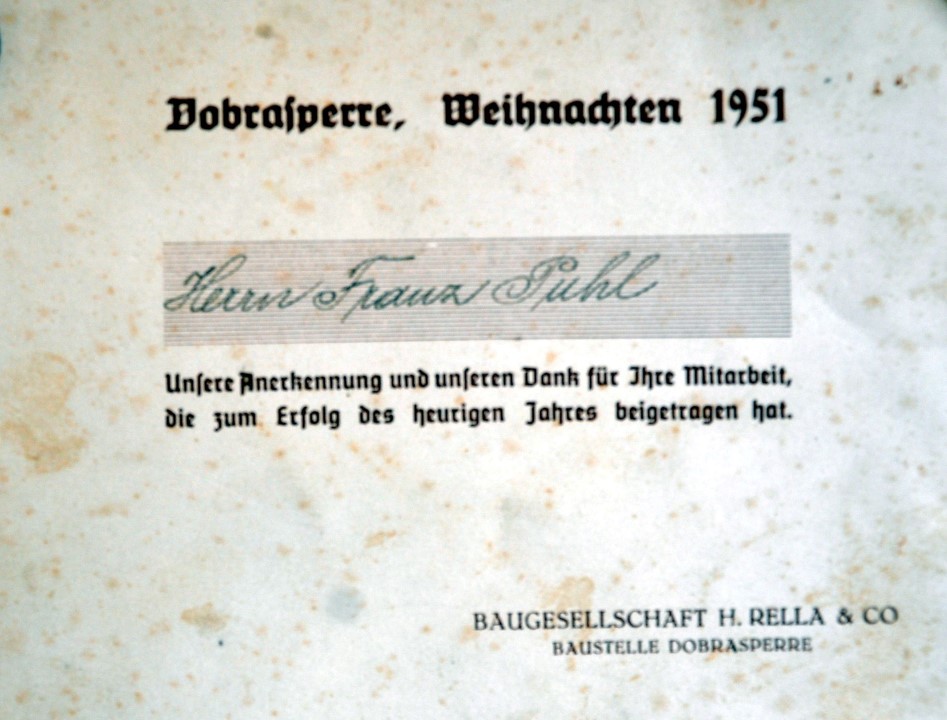 Dobrasperre, Weihnachten 1951
Herrn Franz Puhl
Unsere Anerkennung und unseren Dank für Ihre Mitarbeit,
die zum Erfolg des heurigen Jahres beigetragen hat.
BAUGESELLSCHAFT H. RELLA & CO
BAUSTELLE DOBRASPERRE